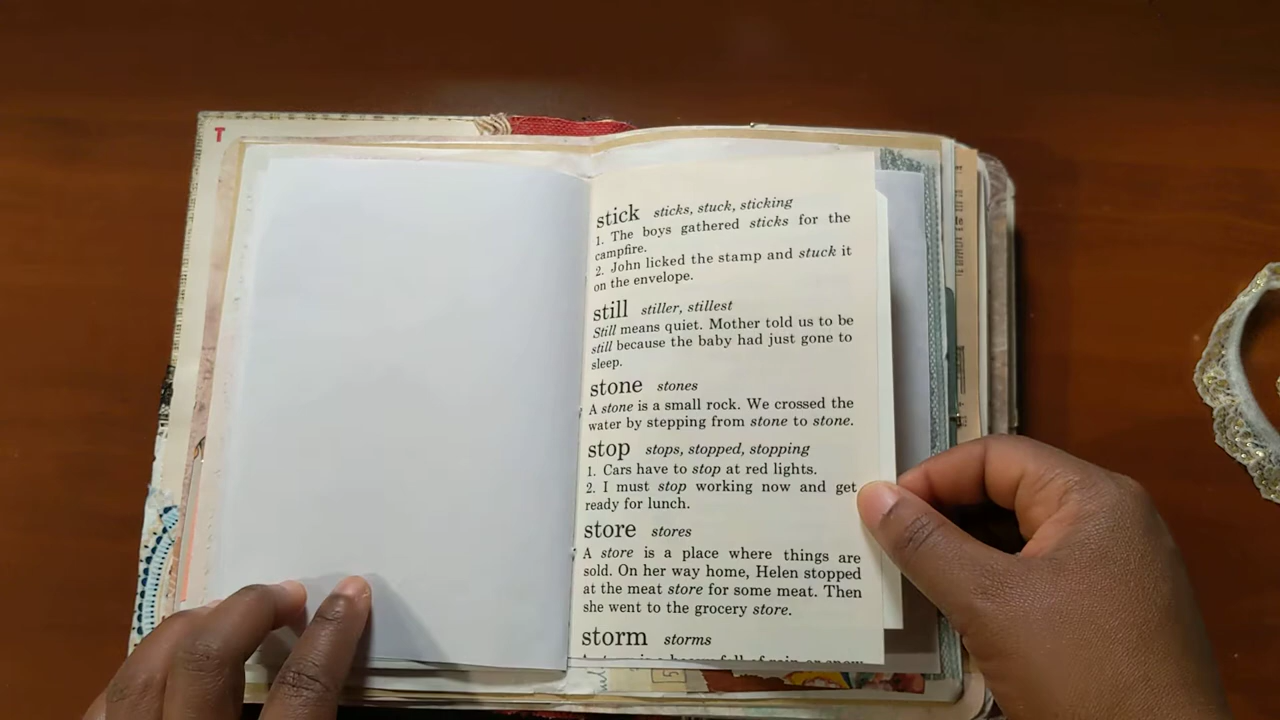 T
stick sticks, stuck, sticking
1. The boys gathered sticks for the
campfire.
2. John licked the stamp and stuck it
on the envelope.
still stiller, stillest
Still means quiet. Mother told us to be
still because the baby had just gone to
sleep.
stone stones
A stone is a small rock. We crossed the
water by stepping from stone to stone.
stop stops, stopped, stopping
1. Cars have to stop at red lights.
2. I must stop working now and get
ready for lunch.
store stores
A store is a place where things are
sold. On her way home, Helen stopped
at the meat store for some meat. Then
she went to the grocery store.
storm storms
5